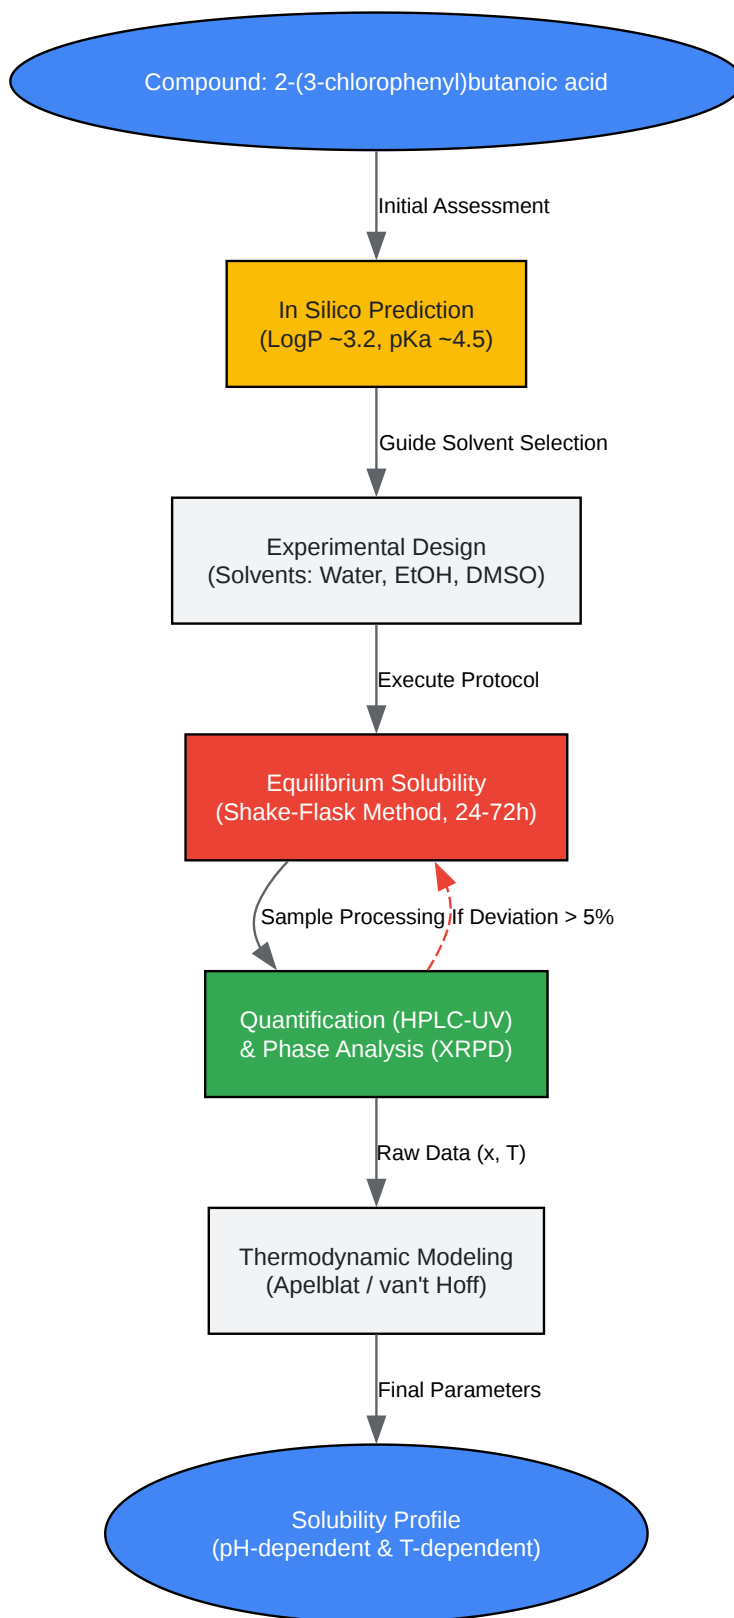 Compound: 2-(3-chlorophenyl)butanoic acid
Initial Assessment
In Silico Prediction
(LogP ~3.2, pKa ~4.5)
Guide Solvent Selection
Experimental Design
(Solvents: Water, EtOH, DMSO)
Execute Protocol
Equilibrium Solubility
(Shake-Flask Method, 24-72h)
Sample Processing
If Deviation > 5%
Quantification (HPLC-UV)
& Phase Analysis (XRPD)
Raw Data (x, T)
Thermodynamic Modeling
(Apelblat / van't Hoff)
Final Parameters
Solubility Profile
(pH-dependent & T-dependent)